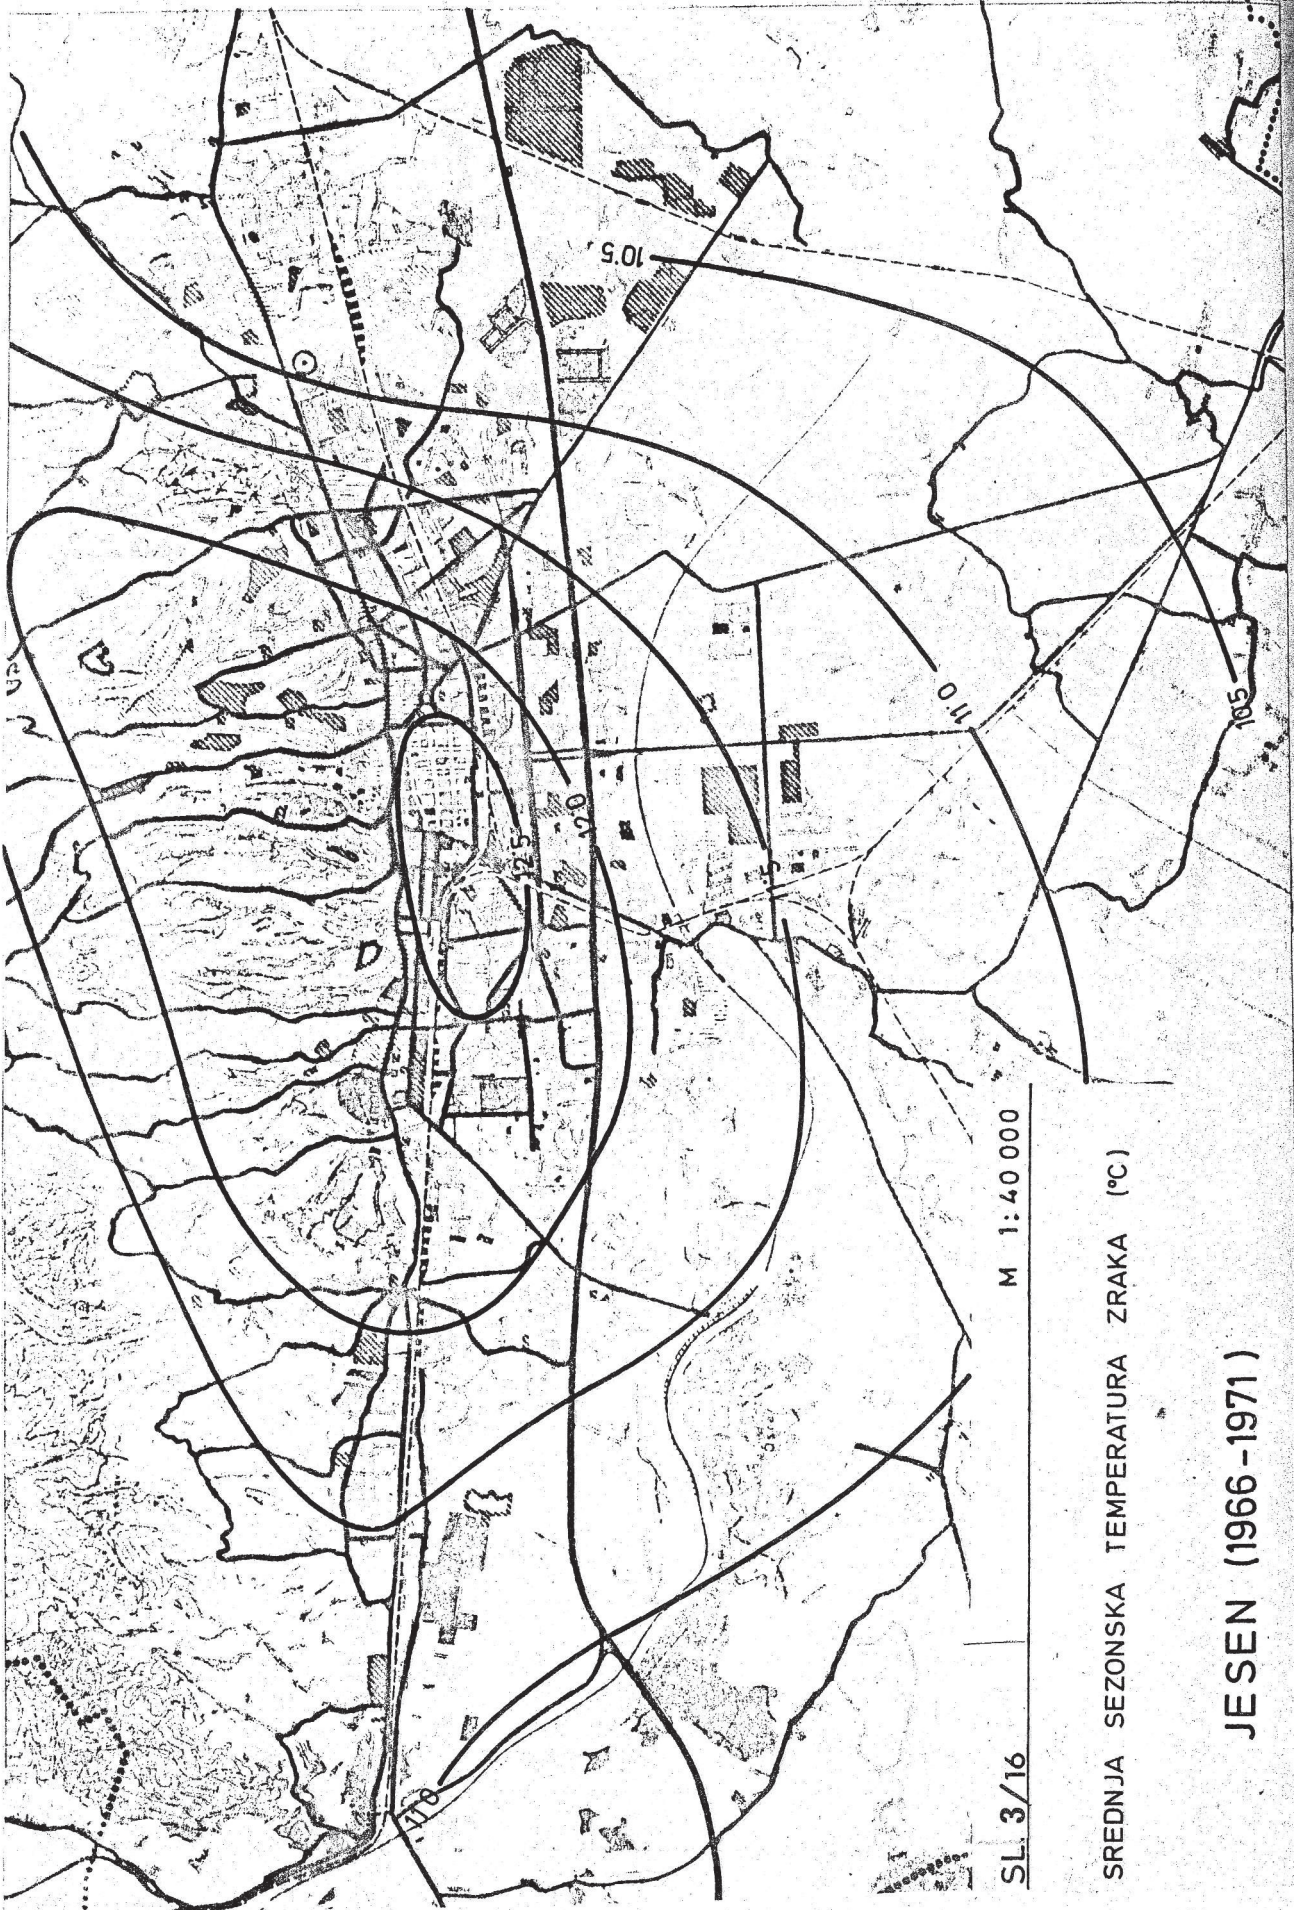 10'5
11'0
10'5
12'0
12'5
11'0
SL. 3/16
M 1:40 000
SREDNJA SEZONSKA TEMPERATURA ZRAKA (°C)
JESEN (1966-1971)